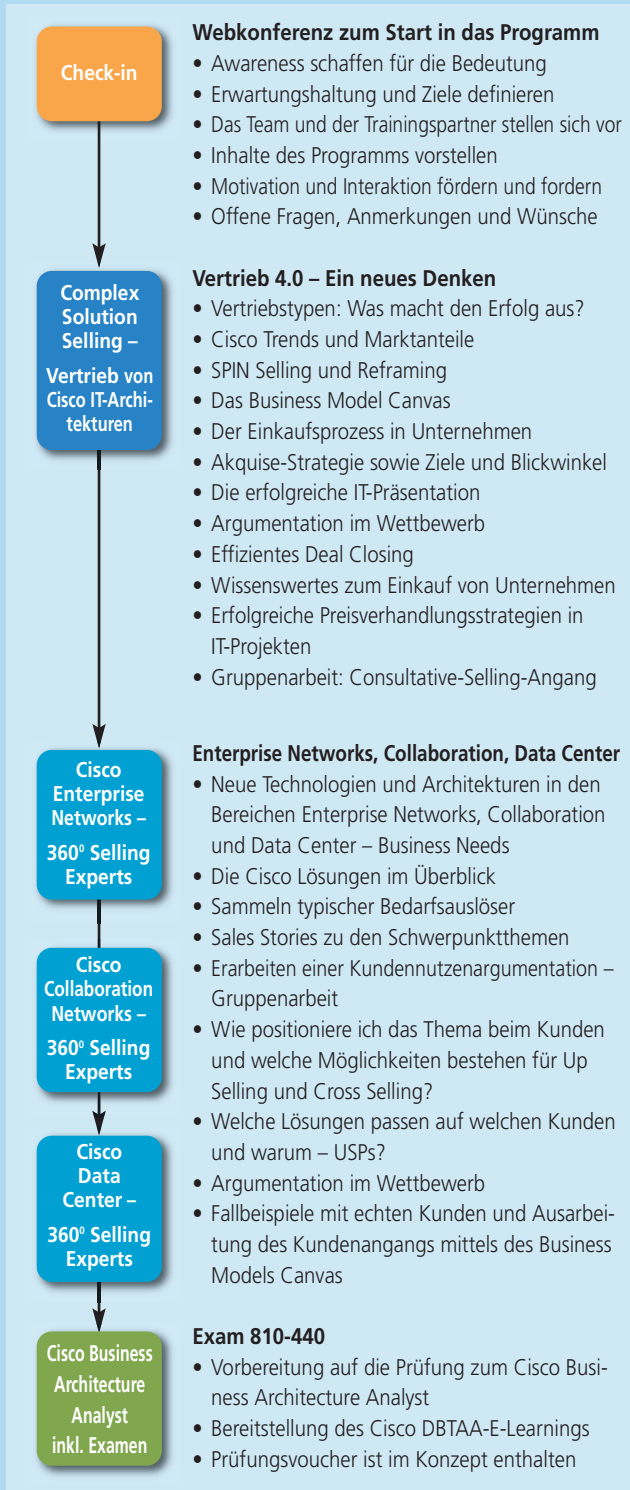 Check-in
Webkonferenz zum Start in das Programm
• Awareness schaffen für die Bedeutung
• Erwartungshaltung und Ziele definieren
• Das Team und der Trainingspartner stellen sich vor
• Inhalte des Programms vorstellen
• Motivation und Interaktion fördern und fordern
• Offene Fragen, Anmerkungen und Wünsche
Complex
Solution
Selling –
Vertrieb von
Cisco IT-Archi-
tekturen
Vertrieb 4.0 – Ein neues Denken
• Vertriebstypen: Was macht den Erfolg aus?
• Cisco Trends und Marktanteile
• SPIN Selling und Reframing
• Das Business Model Canvas
• Der Einkaufsprozess in Unternehmen
• Akquise-Strategie sowie Ziele und Blickwinkel
• Die erfolgreiche IT-Präsentation
• Argumentation im Wettbewerb
• Effizientes Deal Closing
• Wissenswertes zum Einkauf von Unternehmen
• Erfolgreiche Preisverhandlungsstrategien in
IT-Projekten
• Gruppenarbeit: Consultative-Selling-Angang
Cisco
Enterprise
Networks –
360⁰ Selling
Experts
Cisco
Collaboration
Networks –
360⁰ Selling
Experts
Cisco
Data
Center –
360⁰ Selling
Experts
Enterprise Networks, Collaboration, Data Center
• Neue Technologien und Architekturen in den
Bereichen Enterprise Networks, Collaboration
und Data Center – Business Needs
• Die Cisco Lösungen im Überblick
• Sammeln typischer Bedarfsauslöser
• Sales Stories zu den Schwerpunktthemen
• Erarbeiten einer Kundennutzenargumentation –
Gruppenarbeit
• Wie positioniere ich das Thema beim Kunden
und welche Möglichkeiten bestehen für Up
Selling und Cross Selling?
• Welche Lösungen passen auf welchen Kunden
und warum – USPs?
• Argumentation im Wettbewerb
• Fallbeispiele mit echten Kunden und Ausarbei-
tung des Kundenangangs mittels des Business
Models Canvas
Cisco Business
Architecture
Analyst
inkl. Examen
Exam 810-440
• Vorbereitung auf die Prüfung zum Cisco Busi-
ness Architecture Analyst
• Bereitstellung des Cisco DBTAA-E-Learnings
• Prüfungsvoucher ist im Konzept enthalten